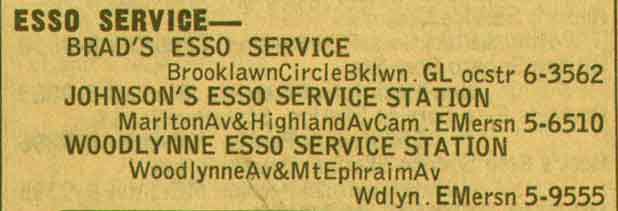 ESSO SERVICE—
BRAD'S ESSO SERVICE
BrooklawnCircleBklwn. GL ocstr 6-3562
JOHNSON'S ESSO SERVICE STATION
MarltonAv&HighlandAvCam. EMersn 5-6510
WOODLYNNE ESSO SERVICE STATION
WoodlynneAv&MtEphraimAv
Wdlyn. EMersn 5-9555